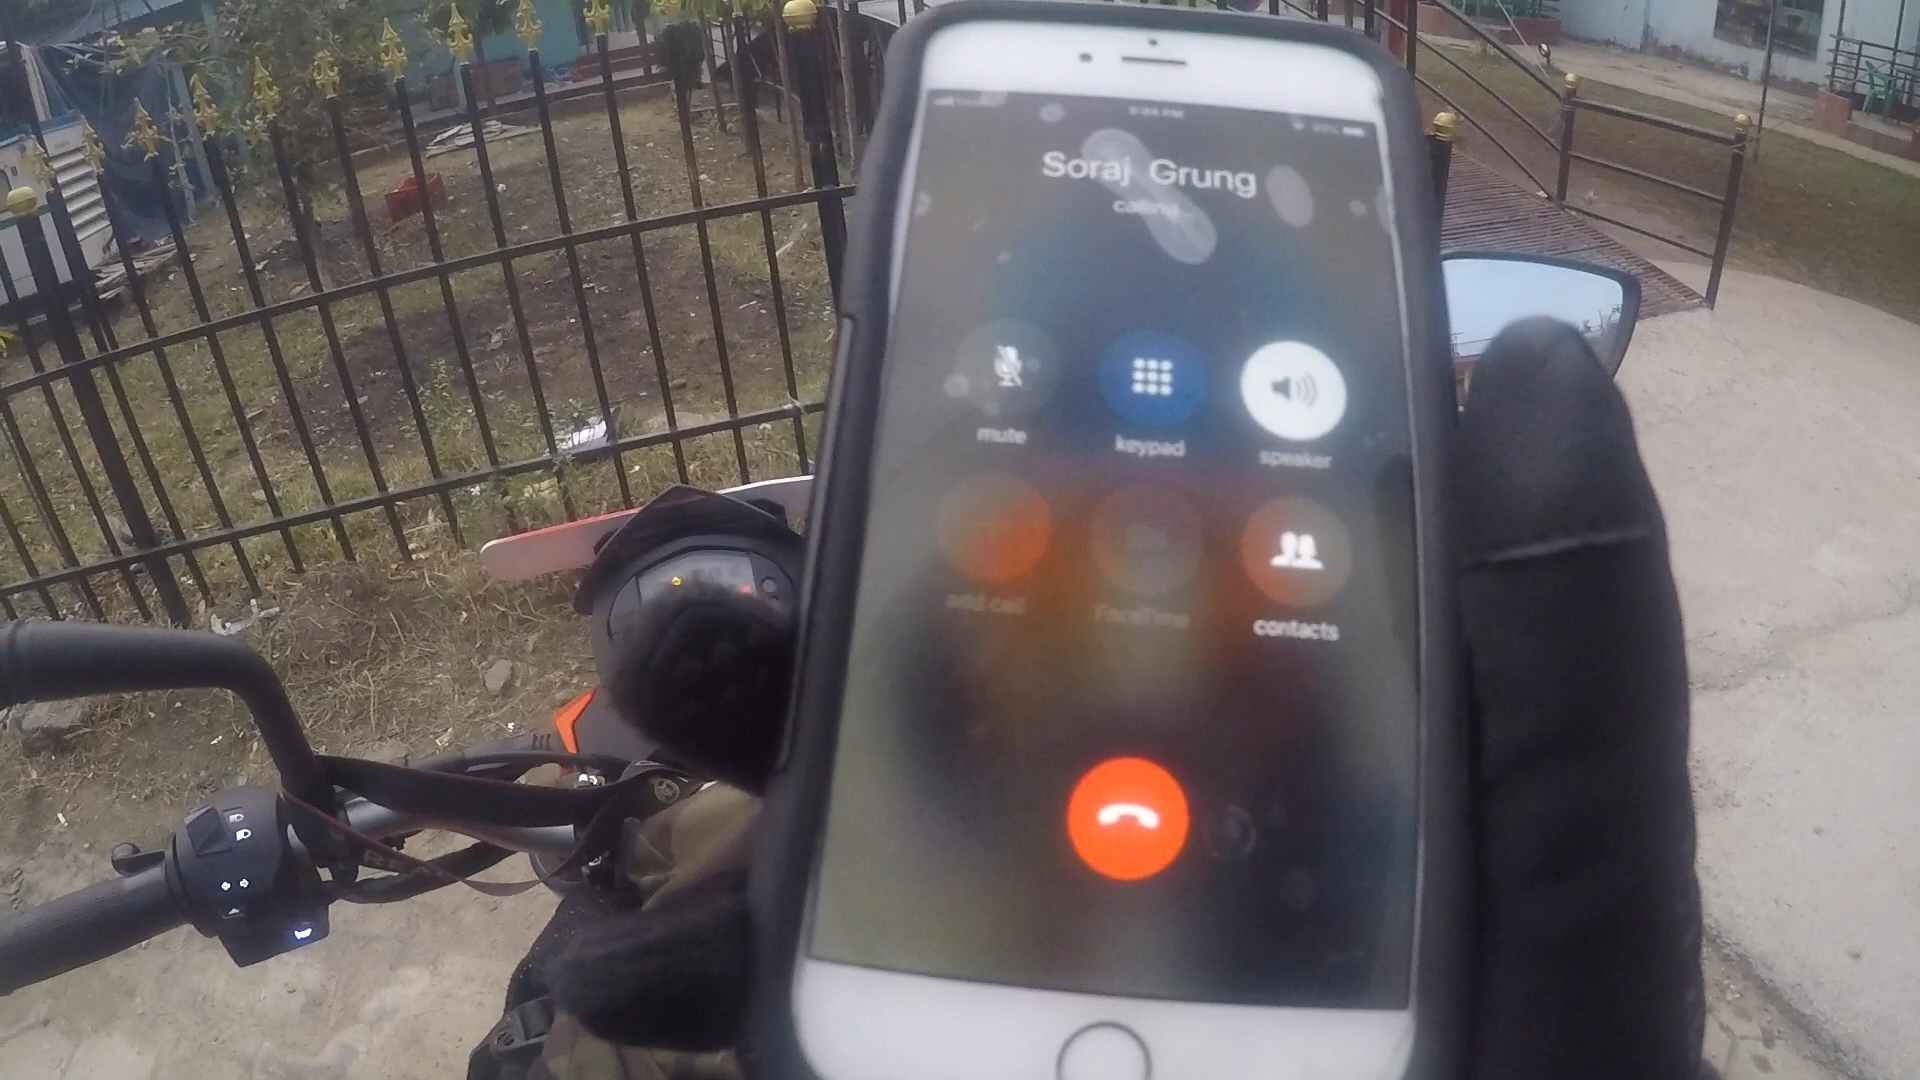 Soraj Grung
calling...
mute
keypad
speaker
add call
FaceTime
contacts